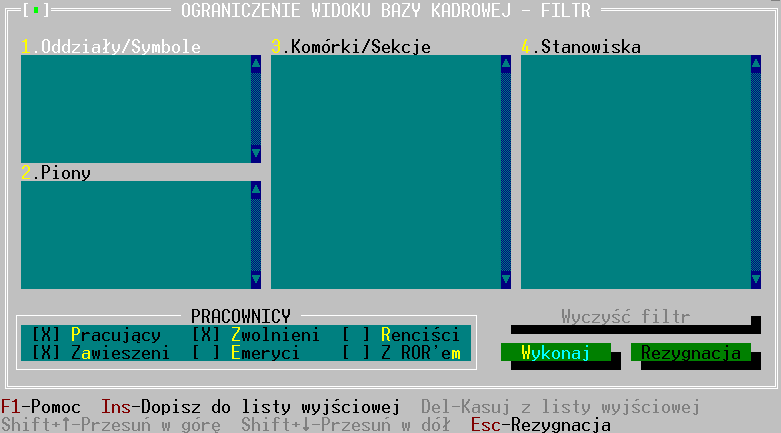 [▪] OGRANICZENIE WIDOKU BAZY KADROWEJ - FILTR
1.Oddziały/Symbole 3.Komórki/Sekcje 4.Stanowiska
2.Piony
PRACOWNICY Wyczyść filtr
[X] Pracujący [X] Zwolnieni [ ] Renciści
[X] Zawieszeni [ ] Emeryci [ ] Z ROR'em Wykonaj Rezygnacja
F1-Pomoc Ins-Dopisz do listy wyjściowej Del-Kasuj z listy wyjściowej
Shift+↑-Przesuń w górę Shift+↓-Przesuń w dół Esc-Rezygnacja